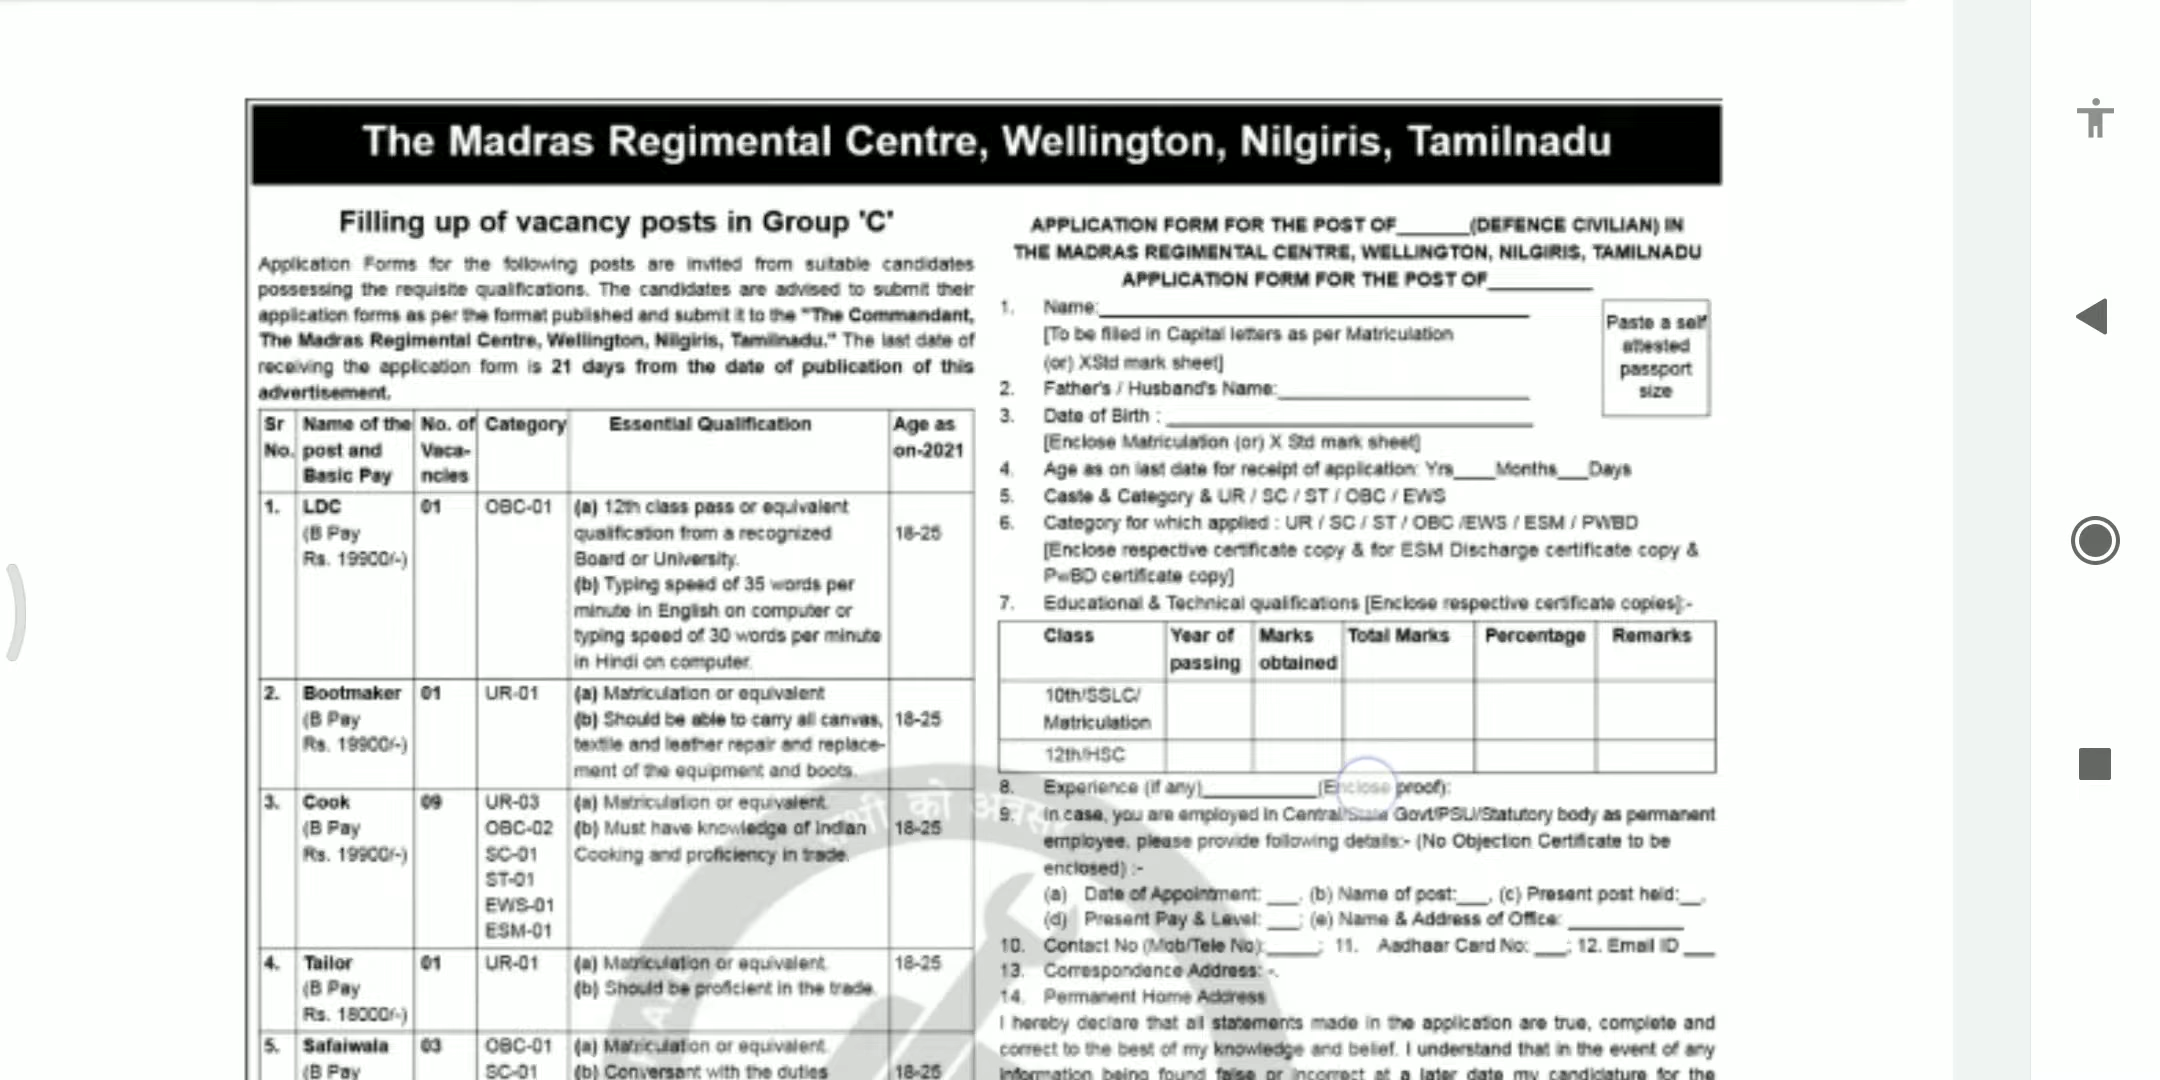 The Madras Regimental Centre, Wellington, Nilgiris, Tamilnadu
Filling up of vacancy posts in Group 'C'
Application Forms for the following posts are invited from suitable candidates
possessing the requisite qualifications. The candidates are advised to submit their
application forms as per the format published and submit it to the "The Commandant,
The Madras Regimental Centre, Wellington, Nilgiris, Tamilnadu." The last date of
receiving the application form is 21 days from the date of publication of this
advertisement.
Sr No. Name of the post and Basic Pay No. of Vaca-ncies Category Essential Qualification Age as on-2021
1. LDC 01 OBC-01 (a) 12th class pass or equivalent
(B Pay qualification from a recognized 18-25
Rs. 19900/-) Board or University.
(b) Typing speed of 35 words per
minute in English on computer or
typing speed of 30 words per minute
in Hindi on computer.
2. Bootmaker 01 UR-01 (a) Matriculation or equivalent
(B Pay (b) Should be able to carry all canvas, 18-25
Rs. 19900/-) textile and leather repair and replace-
ment of the equipment and boots.
3. Cook 09 UR-03 (a) Matriculation or equivalent.
(B Pay OBC-02 (b) Must have knowledge of Indian 18-25
Rs. 19900/-) SC-01 Cooking and proficiency in trade.
ST-01
EWS-01
ESM-01
4. Tailor 01 UR-01 (a) Matriculation or equivalent. 18-25
(B Pay (b) Should be proficient in the trade.
Rs. 18000/-)
5. Safaiwala 03 OBC-01 (a) Matriculation or equivalent.
(B Pay SC-01 (b) Conversant with the duties 18-25
APPLICATION FORM FOR THE POST OF______(DEFENCE CIVILIAN) IN
THE MADRAS REGIMENTAL CENTRE, WELLINGTON, NILGIRIS, TAMILNADU
APPLICATION FORM FOR THE POST OF________
1. Name:
[To be filled in Capital letters as per Matriculation
(or) XStd mark sheet]
Paste a self
attested
passport
size
2. Father's / Husband's Name:
3. Date of Birth :
[Enclose Matriculation (or) X Std mark sheet]
4. Age as on last date for receipt of application: Yrs___Months___Days
5. Caste & Category & UR / SC / ST / OBC / EWS
6. Category for which applied : UR / SC / ST / OBC /EWS / ESM / PWBD
[Enclose respective certificate copy & for ESM Discharge certificate copy &
PwBD certificate copy]
7. Educational & Technical qualifications [Enclose respective certificate copies]:-
Class Year of passing Marks obtained Total Marks Percentage Remarks
10th/SSLC/
Matriculation
12th/HSC
8. Experience (if any)_________(Enclose proof):
9. In case, you are employed in Central/State Govt/PSU/Statutory body as permanent
employee, please provide following details:- (No Objection Certificate to be
enclosed) :-
(a) Date of Appointment: ___, (b) Name of post:___, (c) Present post held:__,
(d) Present Pay & Level: ___; (e) Name & Address of Office: _________
10. Contact No (Mob/Tele No):_____; 11. Aadhaar Card No: ___; 12. Email ID ___
13. Correspondence Address: -.
14. Permanent Home Address
I hereby declare that all statements made in the application are true, complete and
correct to the best of my knowledge and belief. I understand that in the event of any
information being found false or incorrect at a later date my candidature for the
को